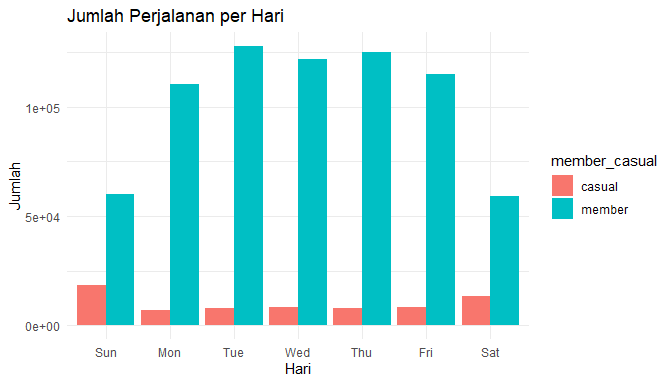 Jumlah Perjalanan per Hari
Jumlah
1e+05
5e+04
0e+00
Sun Mon Tue Wed Thu Fri Sat
Hari
member_casual
casual
member